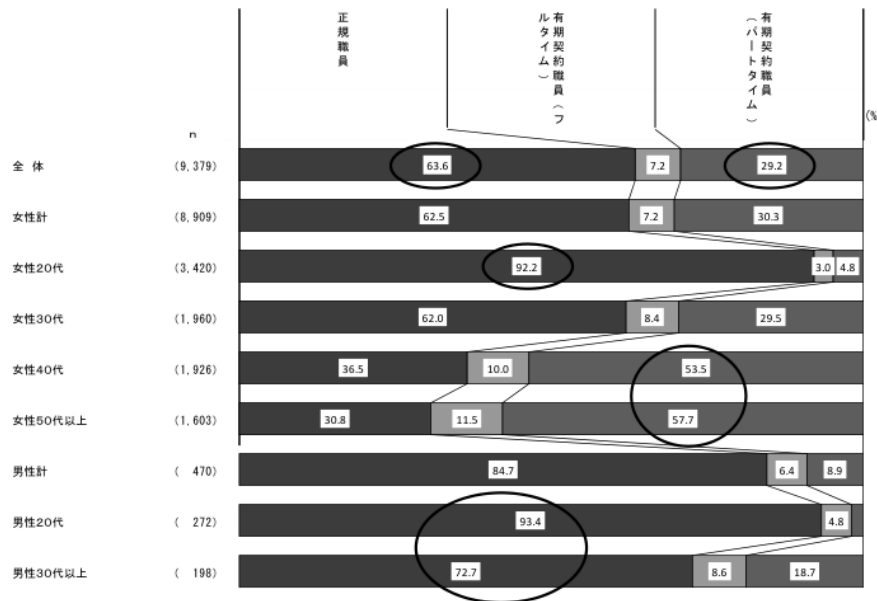 正規職員
有期契約職員（フルタイム）
有期契約職員（パートタイム）
(%
n
全 体 (9,379) 63.6 7.2 29.2
女性計 (8,909) 62.5 7.2 30.3
女性20代 (3,420) 92.2 3.0 4.8
女性30代 (1,960) 62.0 8.4 29.5
女性40代 (1,926) 36.5 10.0 53.5
女性50代以上 (1,603) 30.8 11.5 57.7
男性計 ( 470) 84.7 6.4 8.9
男性20代 ( 272) 93.4 4.8
男性30代以上 ( 198) 72.7 8.6 18.7